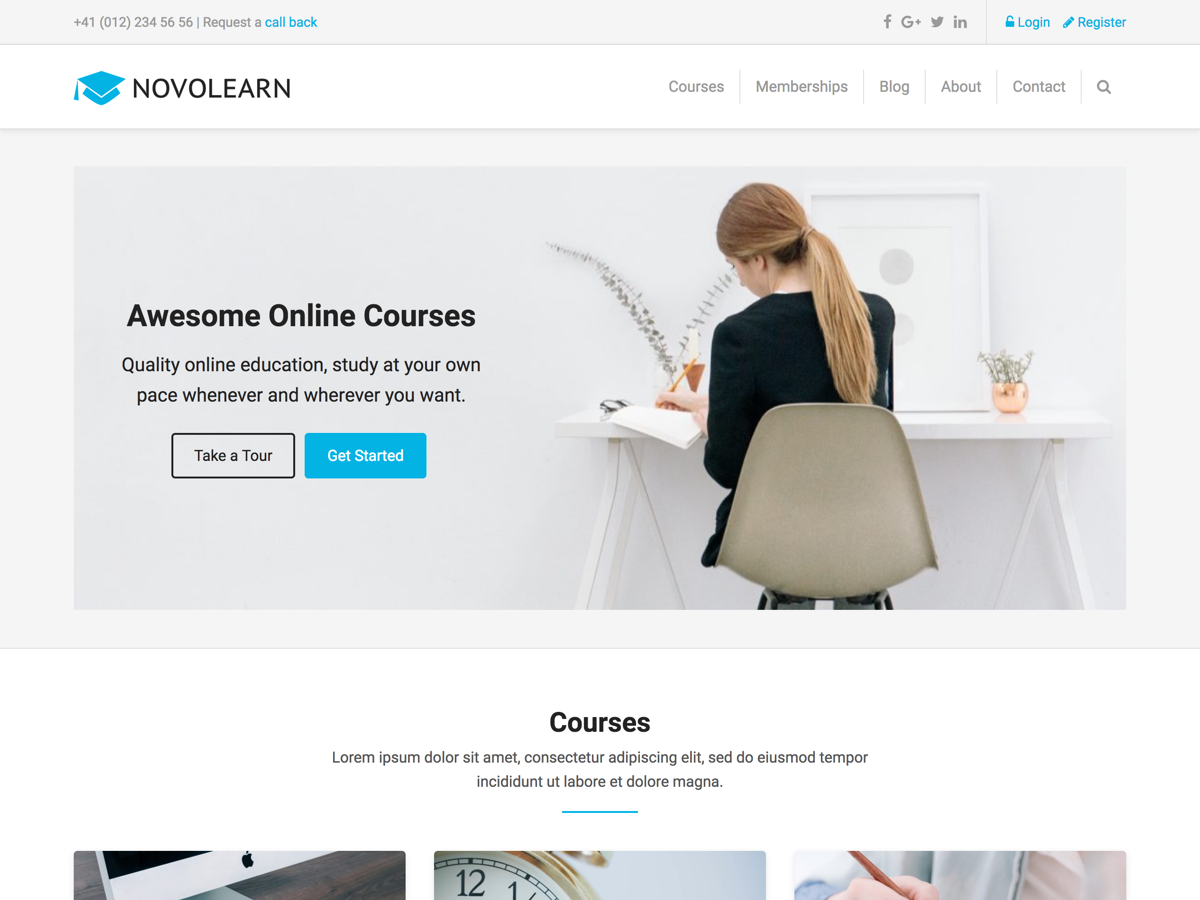 +41 (012) 234 56 56 | Request a call back
Login
Register
NOVOLEARN
Courses
Memberships
Blog
About
Contact
Awesome Online Courses
Quality online education, study at your own
pace whenever and wherever you want.
Take a Tour
Get Started
Courses
Lorem ipsum dolor sit amet, consectetur adipiscing elit, sed do eiusmod tempor
incididunt ut labore et dolore magna.
12
1